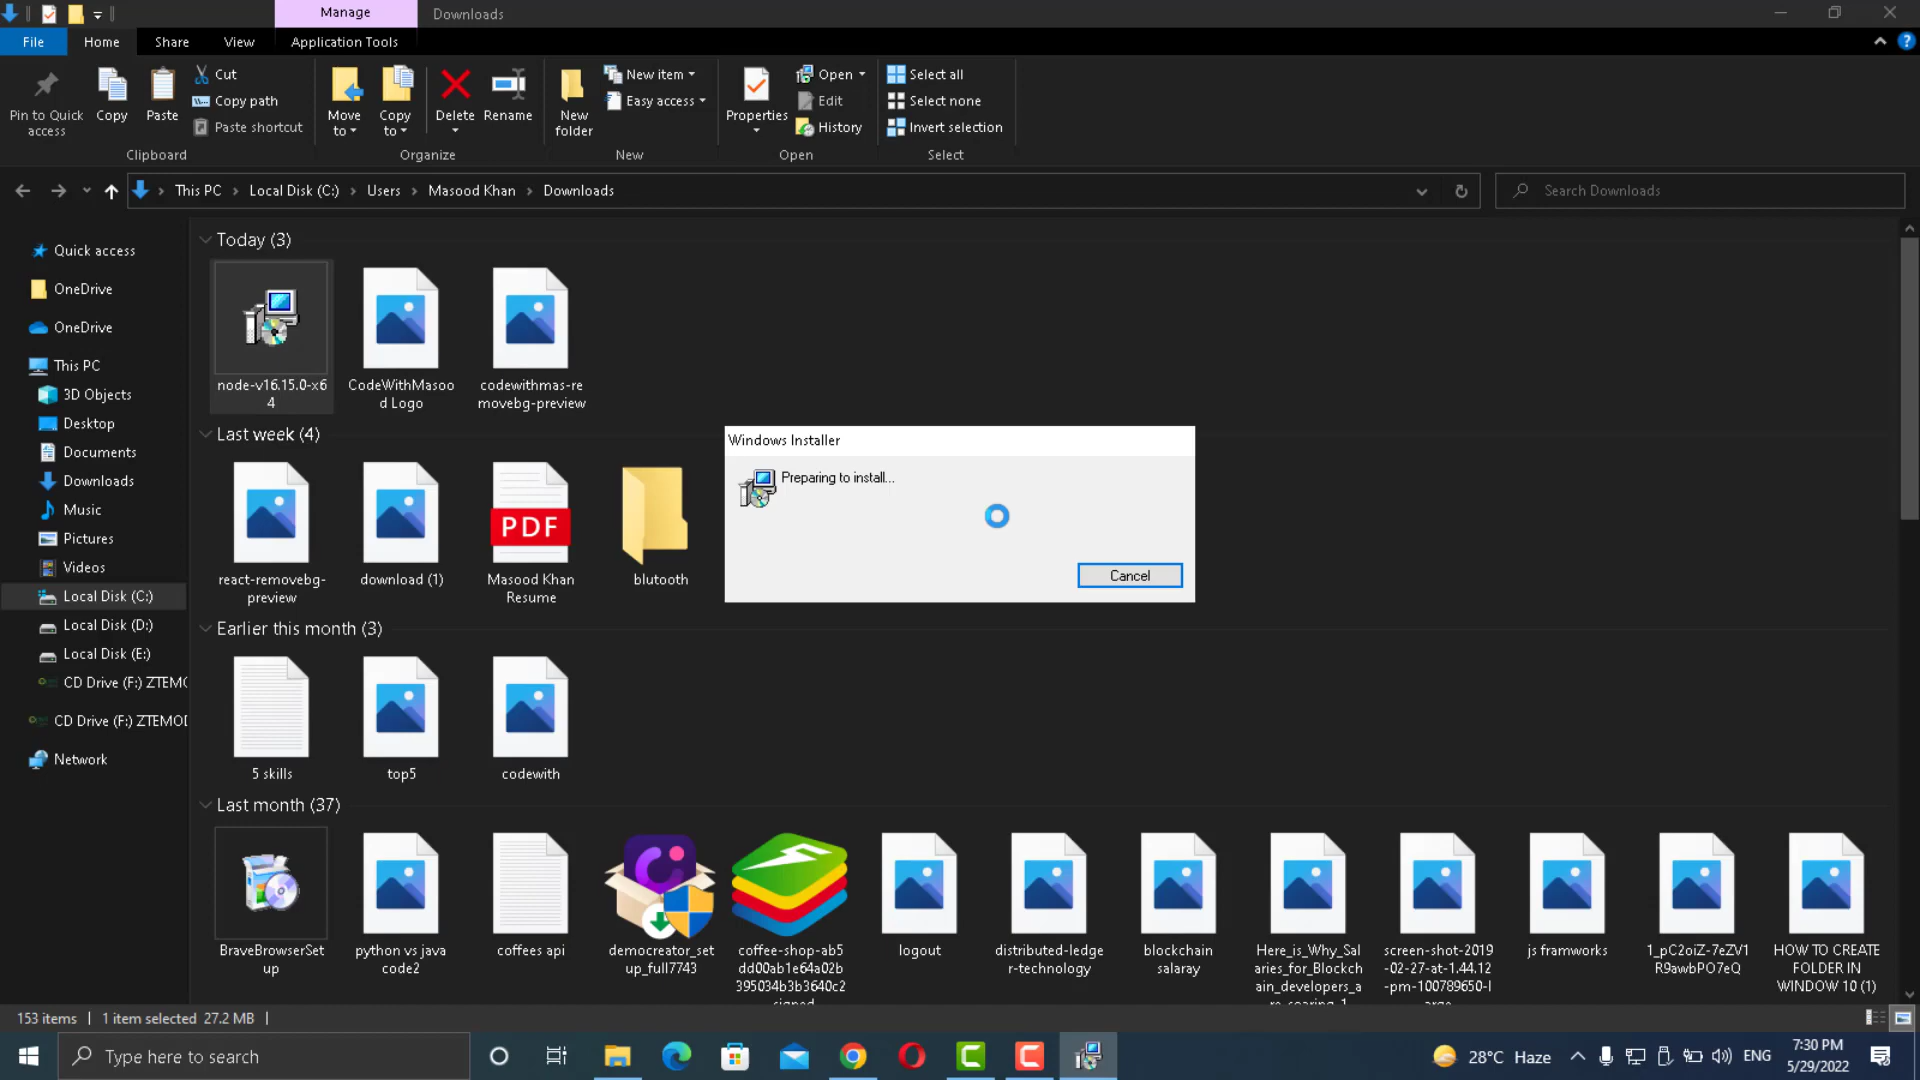 Manage
Downloads
File
Home
Share
View
Application Tools
Pin to Quick
access
Copy
Paste
Cut
Copy path
Paste shortcut
Clipboard
Move
to
Copy
to
Delete
Rename
Organize
New
folder
New item
Easy access
New
Properties
Open
Edit
History
Open
Select all
Select none
Invert selection
Select
This PC
Local Disk (C:)
Users
Masood Khan
Downloads
Search Downloads
Quick access
OneDrive
OneDrive
This PC
3D Objects
Desktop
Documents
Downloads
Music
Pictures
Videos
Local Disk (C:)
Local Disk (D:)
Local Disk (E:)
CD Drive (F:) ZTEMO
CD Drive (F:) ZTEMO
Network
Today (3)
node-v16.15.0-x6
4
CodeWithMasoo
d Logo
codewithmas-re
movebg-preview
Last week (4)
react-removebg-
preview
download (1)
PDF
Masood Khan
Resume
blutooth
Windows Installer
Preparing to install...
Cancel
Earlier this month (3)
5 skills
top5
codewith
Last month (37)
BraveBrowserSet
up
python vs java
code2
coffees api
democreator_set
up_full7743
coffee-shop-ab5
dd00ab1e64a02b
395034b3b3640c2
signed
logout
distributed-ledge
r-technology
blockchain
salaray
Here_is_Why_Sal
aries_for_Blockch
ain_developers_a
re_soaring_1
screen-shot-2019
-02-27-at-1.44.12
-pm-100789650-l
arge
js framworks
1_pC2oiZ-7eZV1
R9awbPO7eQ
HOW TO CREATE
FOLDER IN
WINDOW 10 (1)
153 items
1 item selected 27.2 MB
Type here to search
28°C Haze
ENG
7:30 PM
5/29/2022